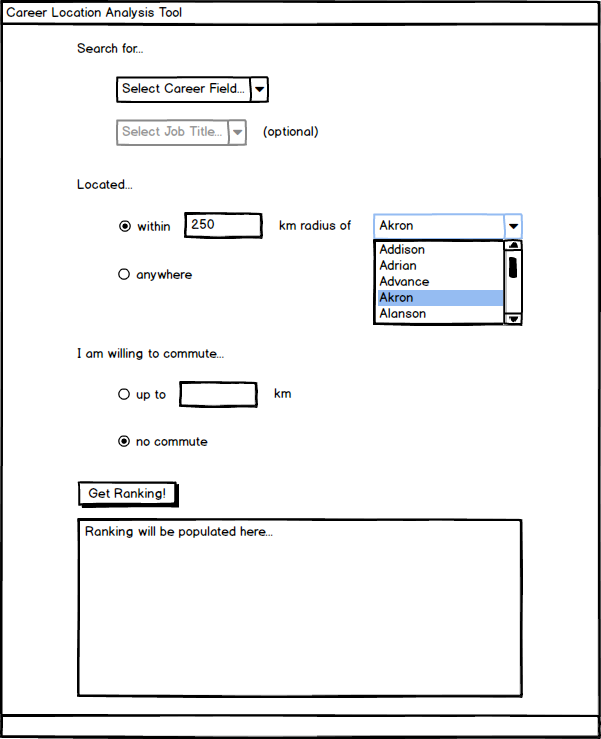 Career Location Analysis Tool
Search for...
Select Career Field...
Select Job Title... (optional)
Located...
within 250 km radius of Akron
Addison
Adrian
Advance
Akron
Alanson
anywhere
I am willing to commute...
up to km
no commute
Get Ranking!
Ranking will be populated here...